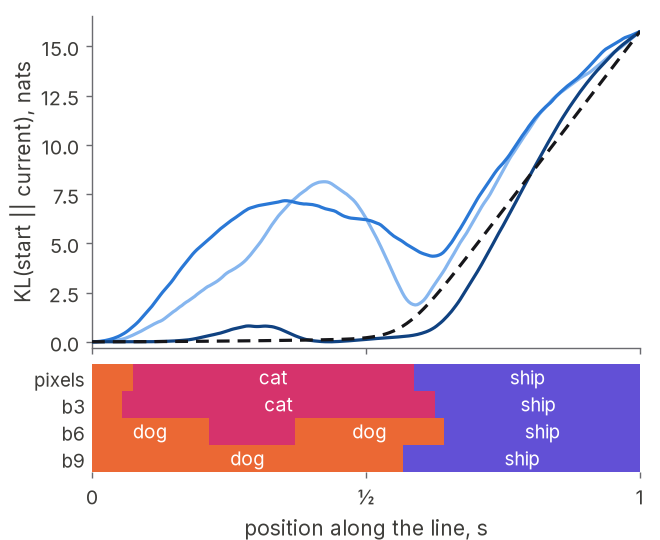 KL(start || current), nats
15.0
12.5
10.0
7.5
5.0
2.5
0.0
pixels cat ship
b3 cat ship
b6 dog dog ship
b9 dog ship
0 ½ 1
position along the line, s